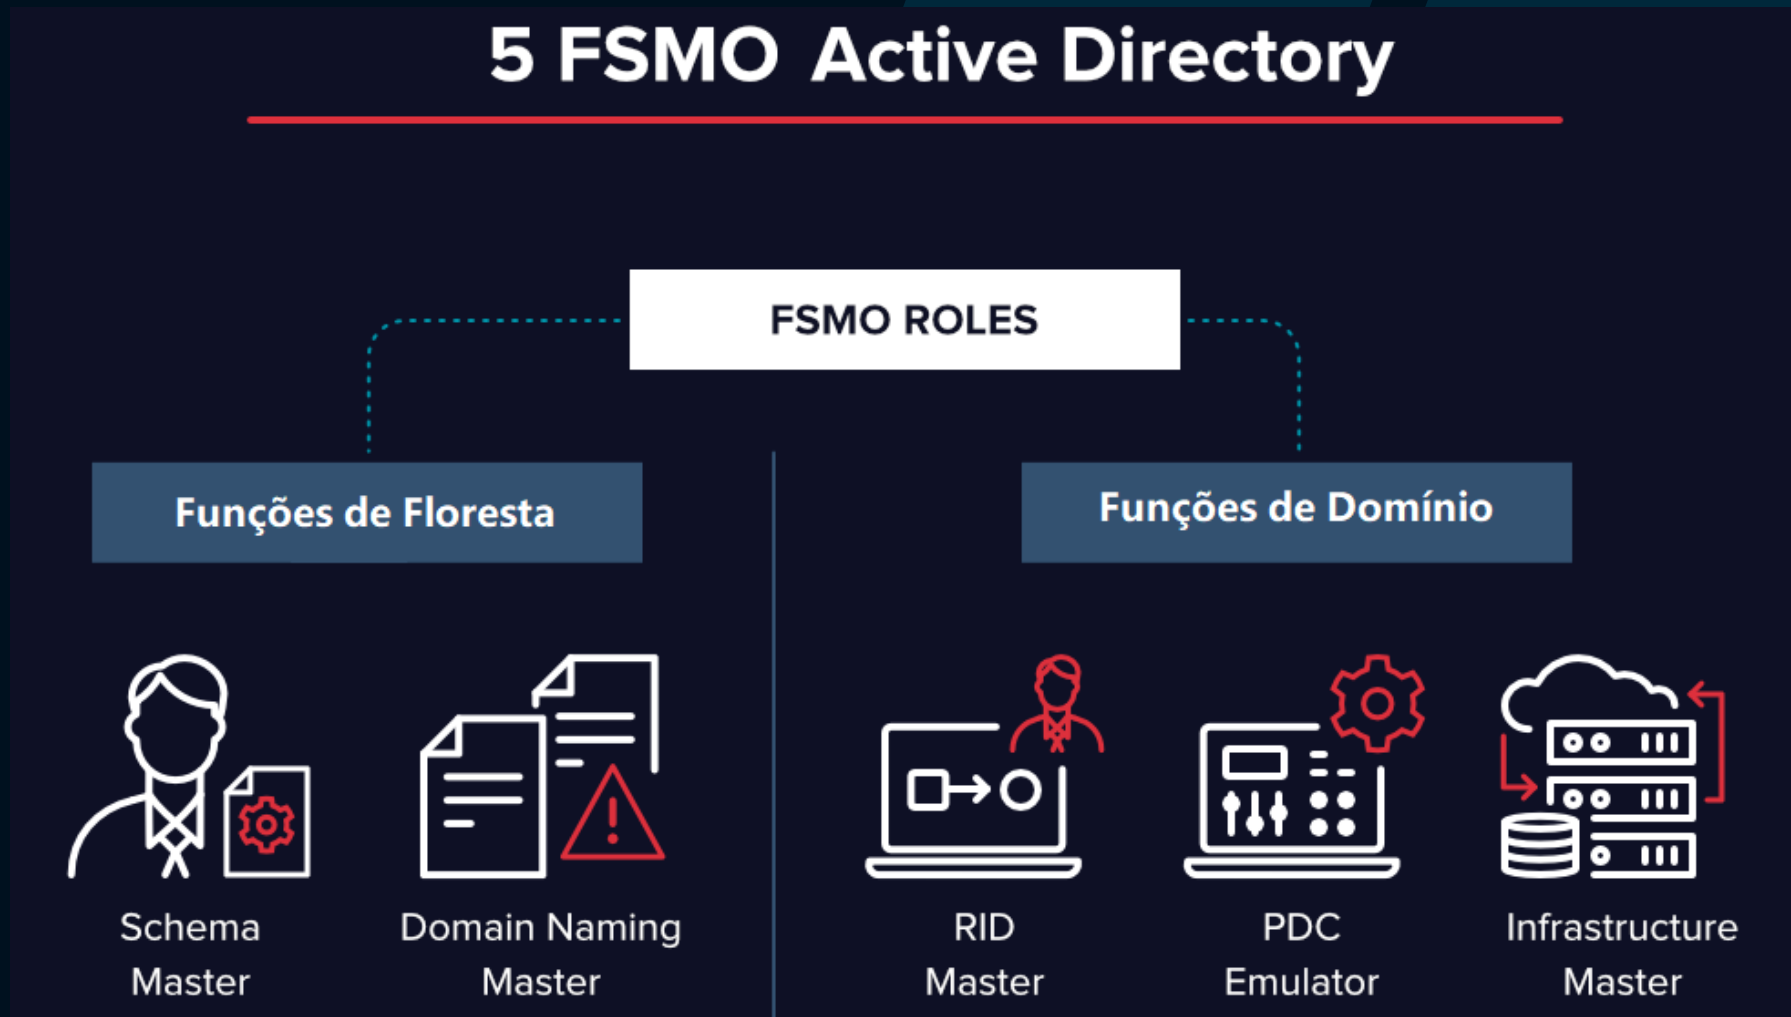 5 FSMO Active Directory
FSMO ROLES
Funções de Floresta
Funções de Domínio
Schema
Master
Domain Naming
Master
RID
Master
PDC
Emulator
Infrastructure
Master